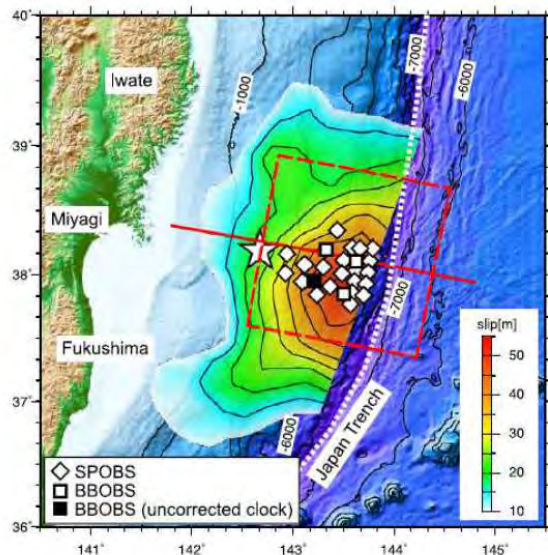 40°
39°
38°
37°
36°
Iwate
Miyagi
Fukushima
-1000
-7000
-6000
-7000
-6000
Japan Trench
slip[m]
50
40
30
20
10
SPOBS
BBOBS
BBOBS (uncorrected clock)
141°
142°
143°
144°
145°